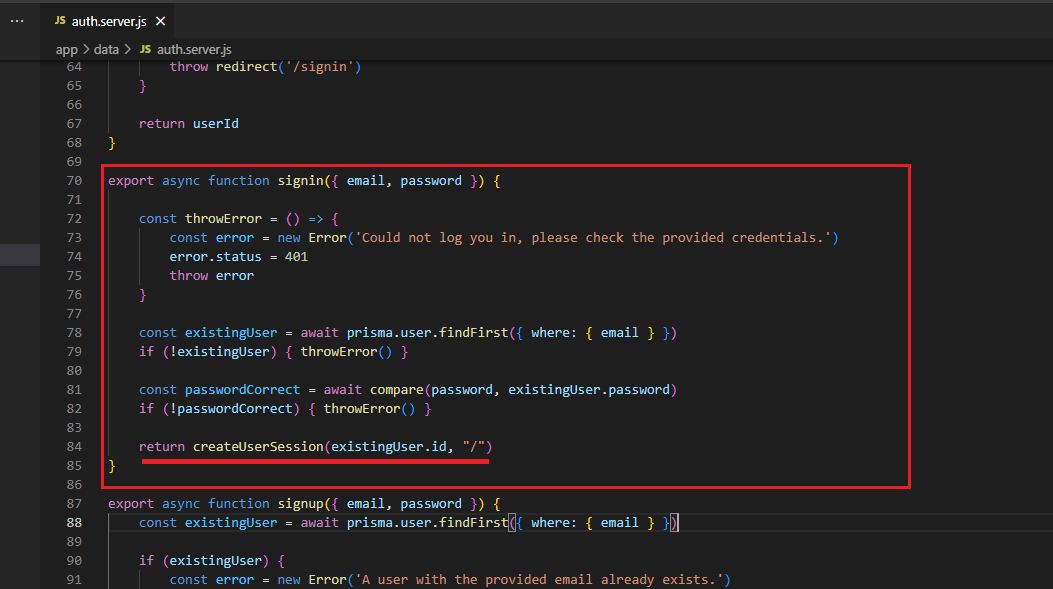 ... JS auth.server.js ×
app > data > JS auth.server.js
64 throw redirect('/signin')
65 }
66
67 return userId
68 }
69
70 export async function signin({ email, password }) {
71
72 const throwError = () => {
73 const error = new Error('Could not log you in, please check the provided credentials.')
74 error.status = 401
75 throw error
76 }
77
78 const existingUser = await prisma.user.findFirst({ where: { email } })
79 if (!existingUser) { throwError() }
80
81 const passwordCorrect = await compare(password, existingUser.password)
82 if (!passwordCorrect) { throwError() }
83
84 return createUserSession(existingUser.id, "/")
85 }
86
87 export async function signup({ email, password }) {
88 const existingUser = await prisma.user.findFirst({ where: { email } })
89
90 if (existingUser) {
91 const error = new Error('A user with the provided email already exists.')